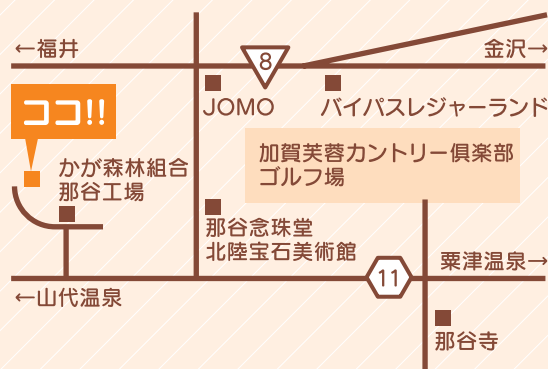 ←福井
8
金沢→
JOMO
バイパスレジャーランド
ココ!!
加賀芙蓉カントリー倶楽部
ゴルフ場
かが森林組合
那谷工場
那谷念珠堂
北陸宝石美術館
11
粟津温泉→
←山代温泉
那谷寺